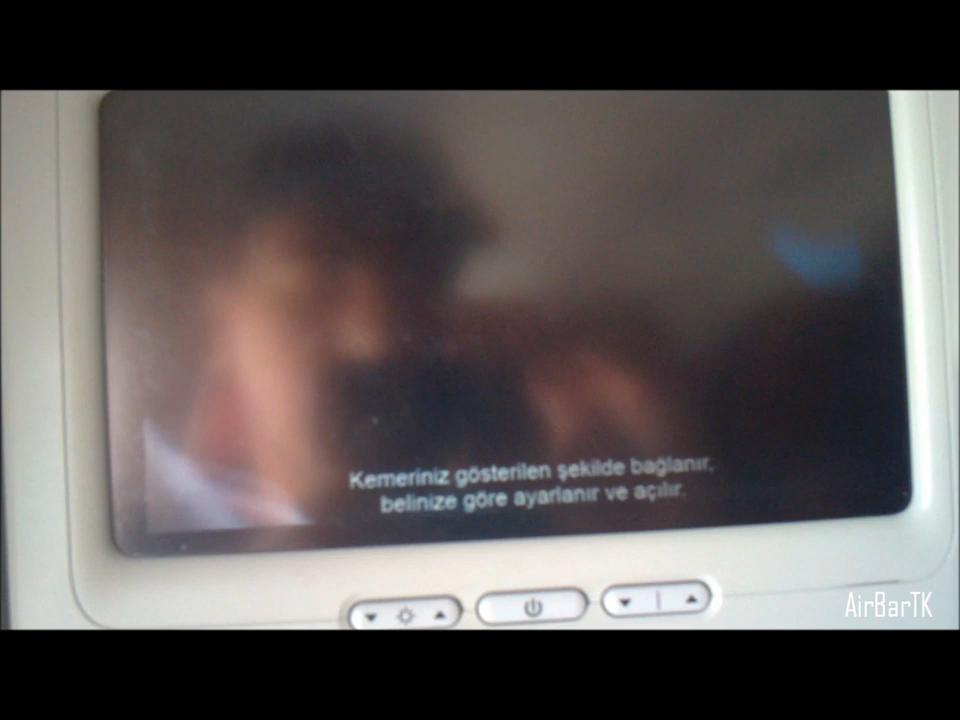 Kemeriniz gösterilen şekilde bağlanır,
belinize göre ayarlanır ve açılır.
AirBarTK